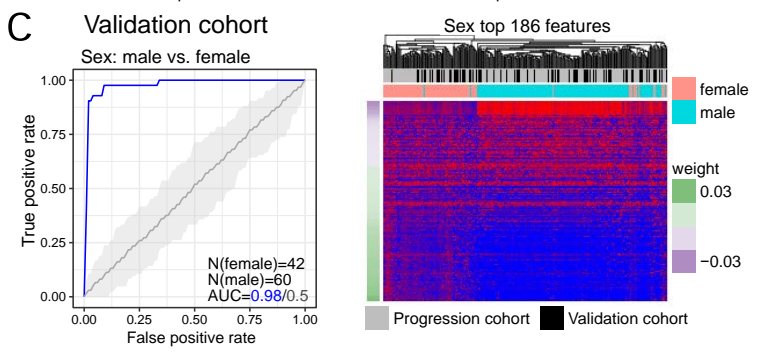 C
Validation cohort
Sex: male vs. female
True positive rate
1.00
0.75
0.50
0.25
0.00
N(female)=42
N(male)=60
AUC=0.98/0.5
0.00 0.25 0.50 0.75 1.00
False positive rate
Sex top 186 features
female
male
weight
0.03
−0.03
Progression cohort Validation cohort